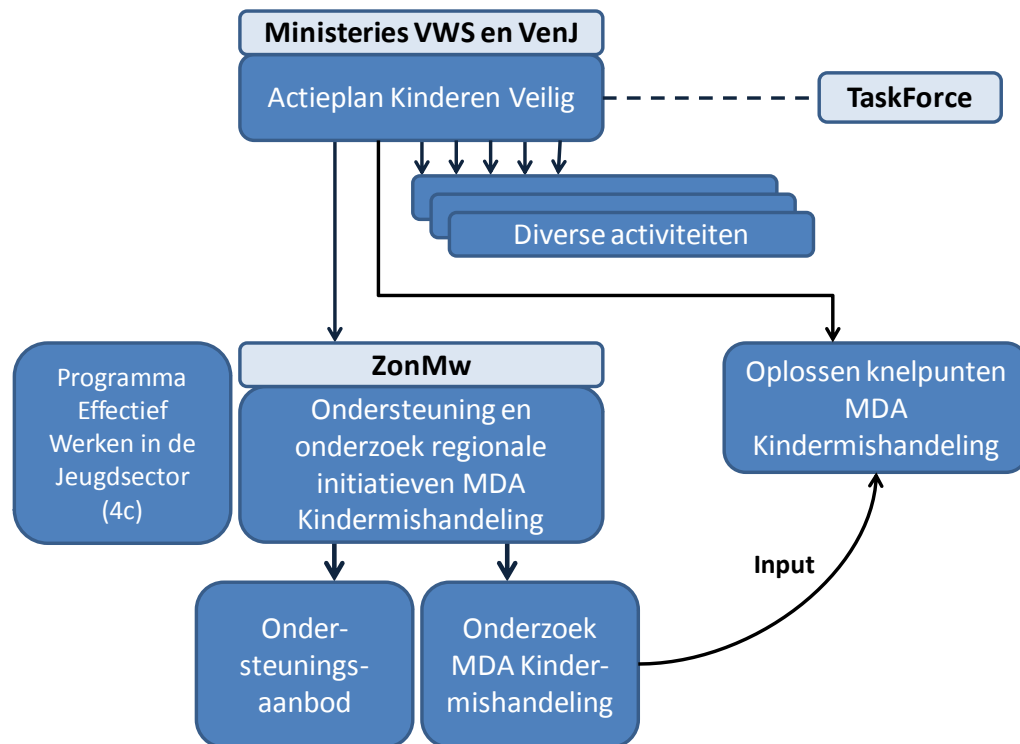 Ministeries VWS en VenJ
Actieplan Kinderen Veilig
TaskForce
Diverse activiteiten
Programma
Effectief
Werken in de
Jeugdsector
(4c)
ZonMw
Ondersteuning en
onderzoek regionale
initiatieven MDA
Kindermishandeling
Oplossen knelpunten
MDA
Kindermishandeling
Input
Onder-
steunings-
aanbod
Onderzoek
MDA Kinder-
mishandeling